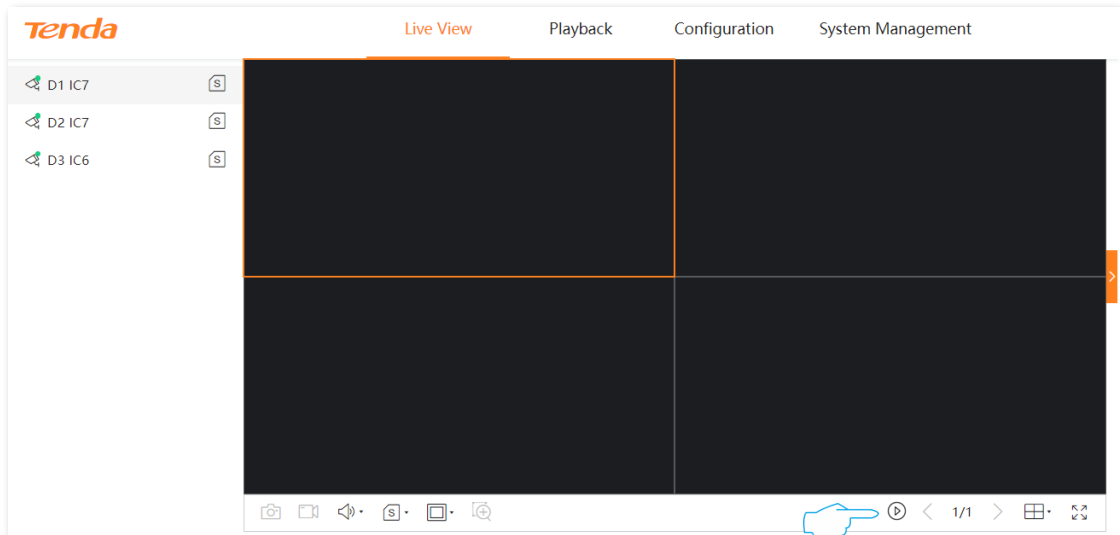 Tenda
Live View Playback Configuration System Management
D1 IC7 S
D2 IC7 S
D3 IC6 S
S 1/1